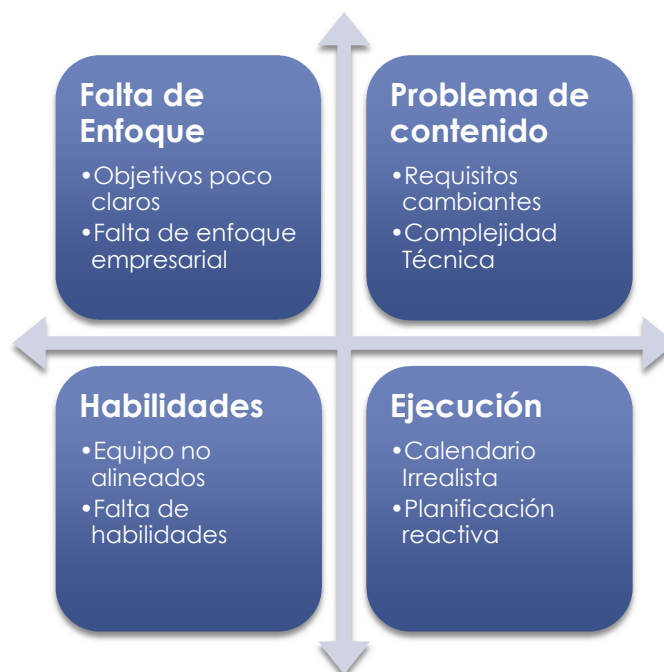 Falta de
Enfoque
•Objetivos poco
claros
•Falta de enfoque
empresarial
Problema de
contenido
•Requisitos
cambiantes
•Complejidad
Técnica
Habilidades
•Equipo no
alineados
•Falta de
habilidades
Ejecución
•Calendario
Irrealista
•Planificación
reactiva